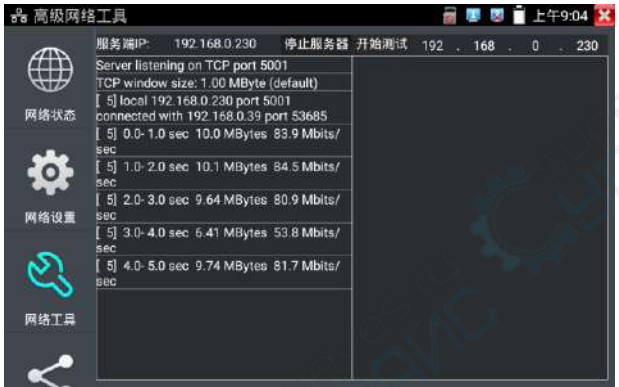 高级网络工具
上午9:04
服务端IP: 192.168.0.230 停止服务器 开始测试 192 . 168 . 0 . 230
Server listening on TCP port 5001
TCP window size: 1.00 MByte (default)
[ 5] local 192.168.0.230 port 5001
connected with 192.168.0.39 port 53685
[ 5] 0.0- 1.0 sec 10.0 MBytes 83.9 Mbits/
sec
[ 5] 1.0- 2.0 sec 10.1 MBytes 84.5 Mbits/
sec
[ 5] 2.0- 3.0 sec 9.64 MBytes 80.9 Mbits/
sec
[ 5] 3.0- 4.0 sec 6.41 MBytes 53.8 Mbits/
sec
[ 5] 4.0- 5.0 sec 9.74 MBytes 81.7 Mbits/
sec
网络状态
网络设置
网络工具